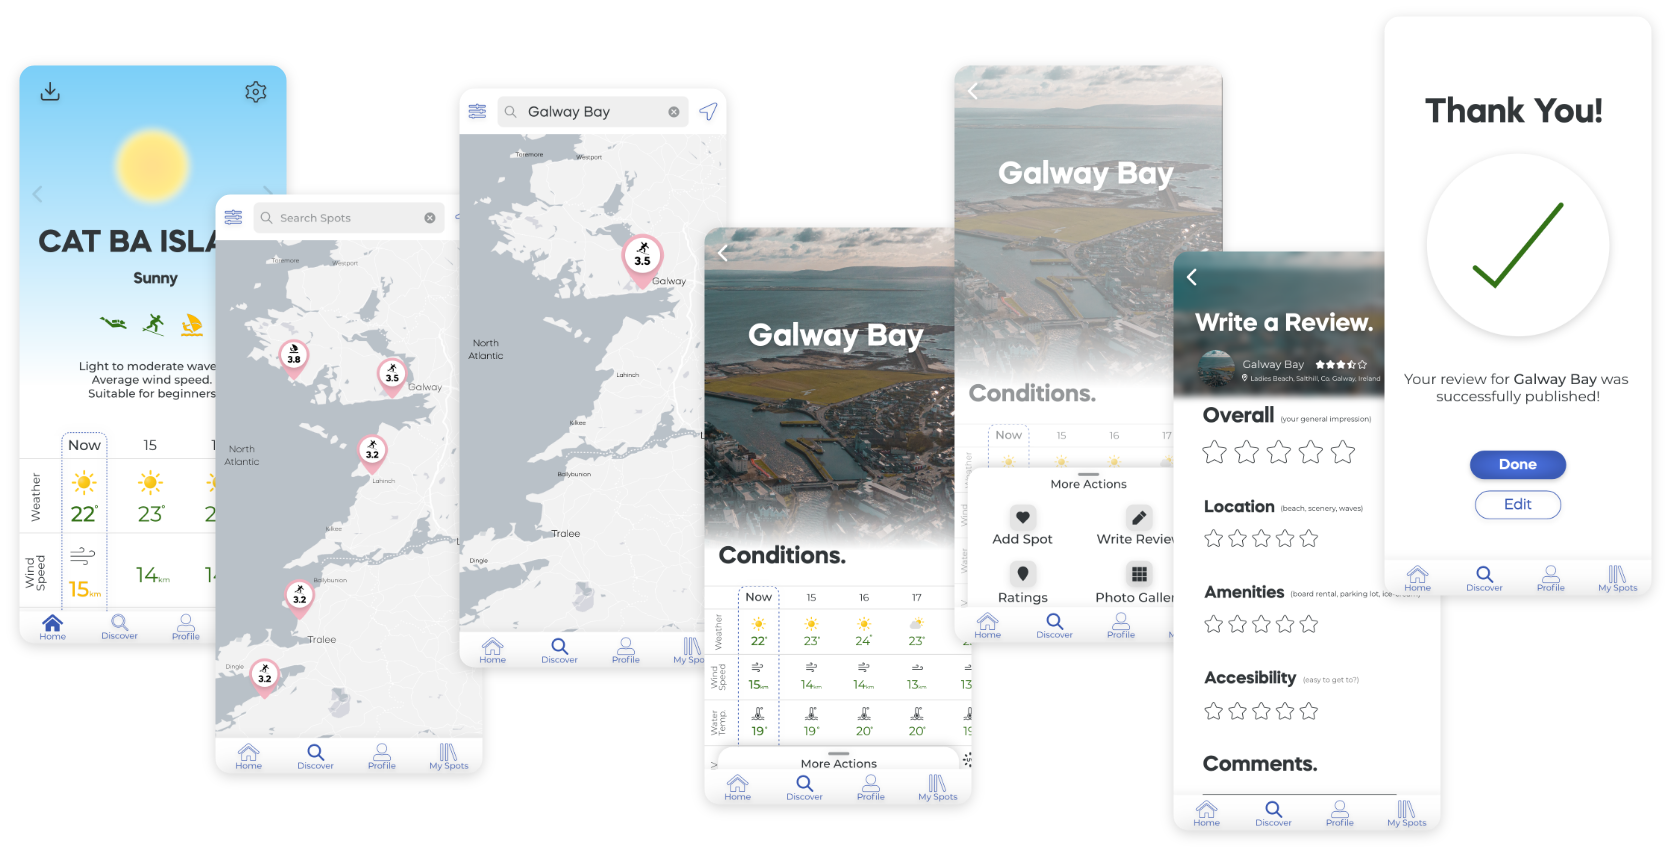 CAT BA ISLA
Sunny
Light to moderate wave
Average wind speed.
Suitable for beginners
Now 15 1
Weather
22° 23° 2
Wind Speed
15km 14km 14
Home Discover Profile
Search Spots
Toremore Westport
3.8
3.5
Galway
North
Atlantic
3.2
Lahinch
Kilkee
Ballybunion
3.2
Tralee
Dingle
3.2
Home Discover Profile My Spots
Galway Bay
Toremore Westport
3.5
Galway
North
Atlantic
Lahinch
Kilkee
Ballybunion
Tralee
Dingle
Home Discover Profile My Spo
Galway Bay
Conditions.
Now 15 16 17
Weather
22° 23° 24° 23° 2
Wind Speed
15km 14km 14km 13km 13
Water Temp.
19° 19° 20° 20° 19
More Actions
Home Discover Profile My Spots
Galway Bay
Conditions.
Now 15 16 17
More Actions
Add Spot Write Review
Ratings Photo Galler
Home Discover Profile M
Write a Review.
Galway Bay
Ladies Beach, Salthill, Co. Galway, Ireland
Overall (your general impression)
Location (beach, scenery, waves)
Amenities (board rental, parking lot, ice-cream)
Accesibility (easy to get to?)
Comments.
Home Discover Profile My Spots
Thank You!
Your review for Galway Bay was
successfully published!
Done
Edit
Home Discover Profile My Spots